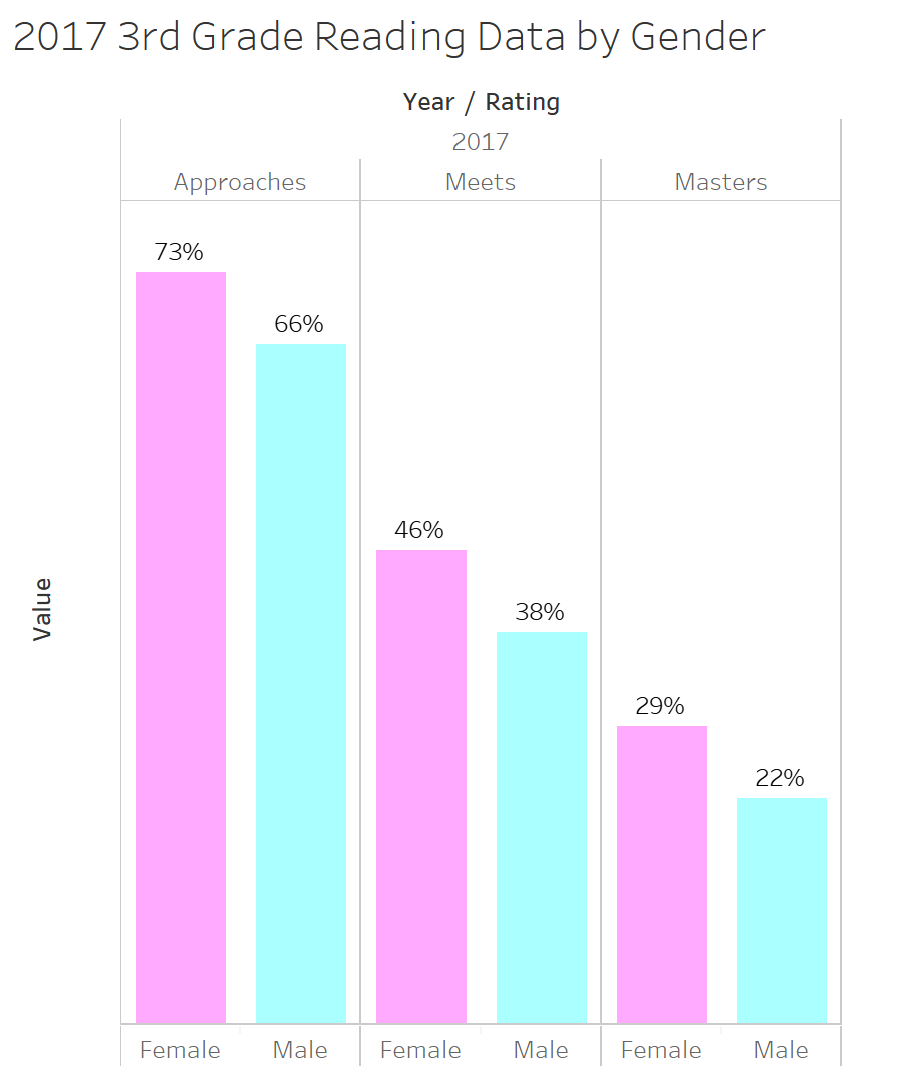 2017 3rd Grade Reading Data by Gender
Year / Rating
2017
Approaches Meets Masters
73%
66%
46%
38%
29%
22%
Value
Female Male Female Male Female Male